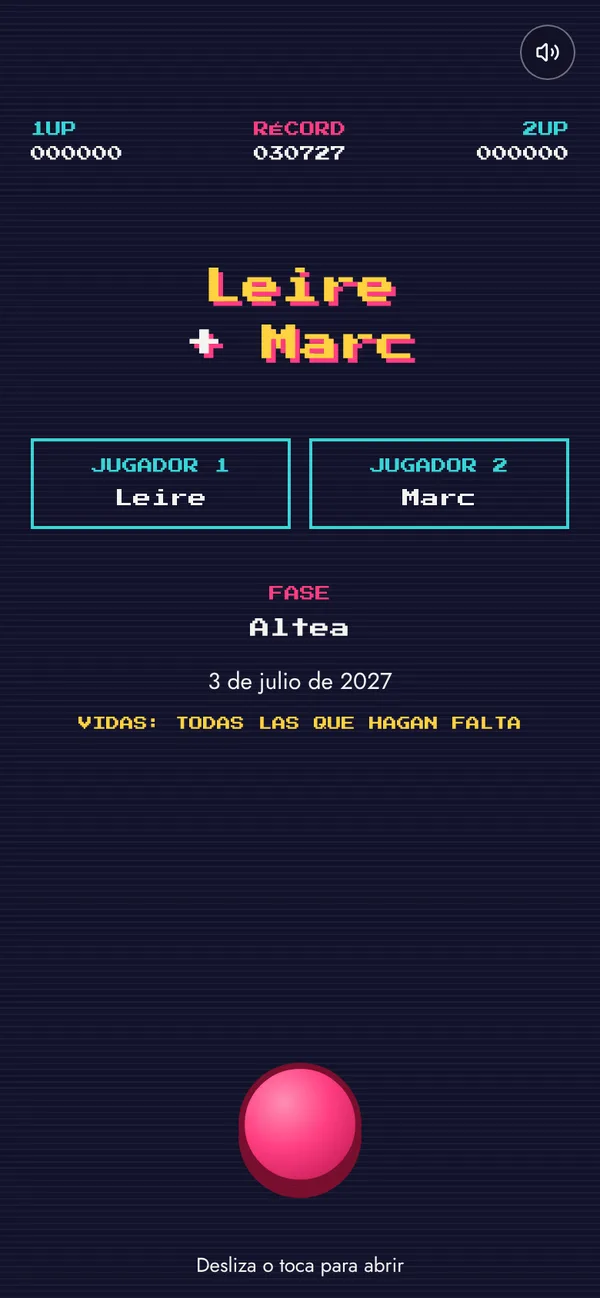 1UP RéCORD 2UP
000000 030727 000000
Leire
+ Marc
JUGADOR 1 JUGADOR 2
Leire Marc
FASE
Altea
3 de julio de 2027
VIDAS: TODAS LAS QUE HAGAN FALTA
Desliza o toca para abrir